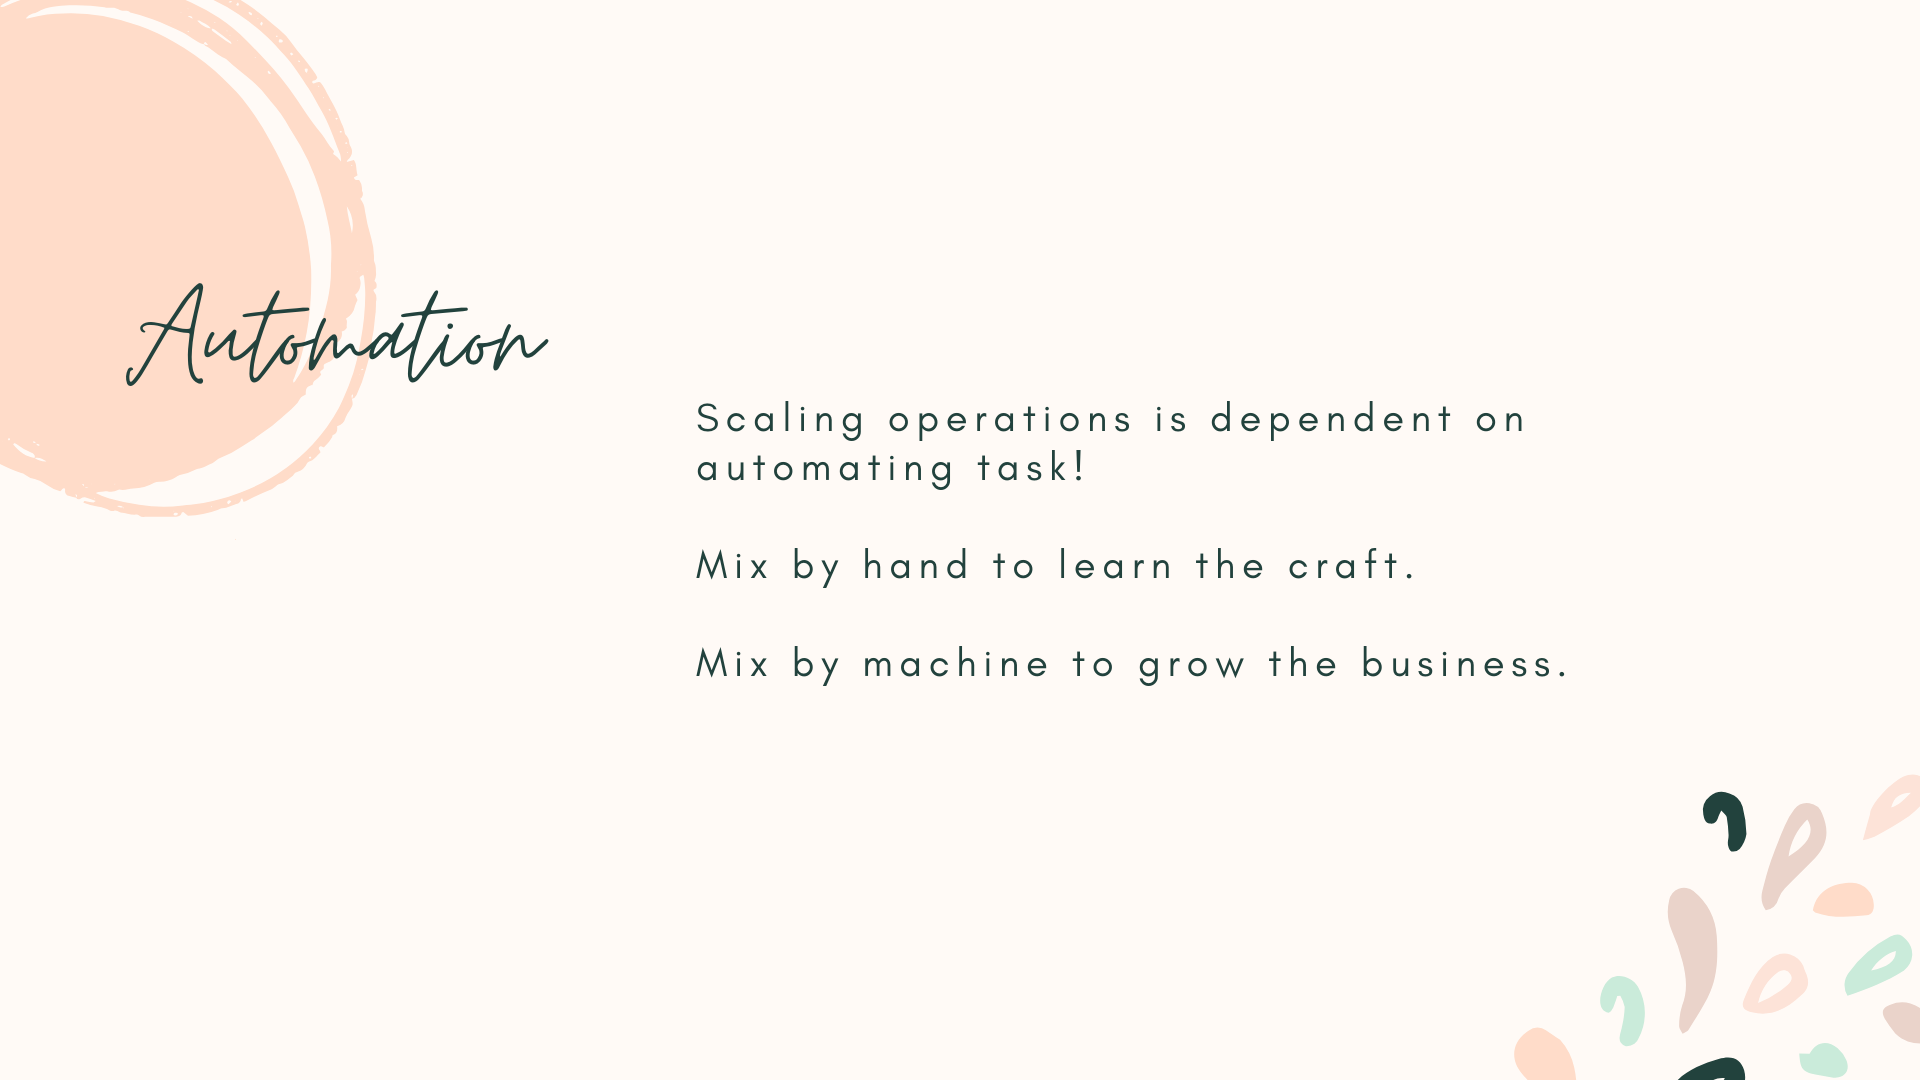 Automation
Scaling operations is dependent on
automating task!
Mix by hand to learn the craft.
Mix by machine to grow the business.